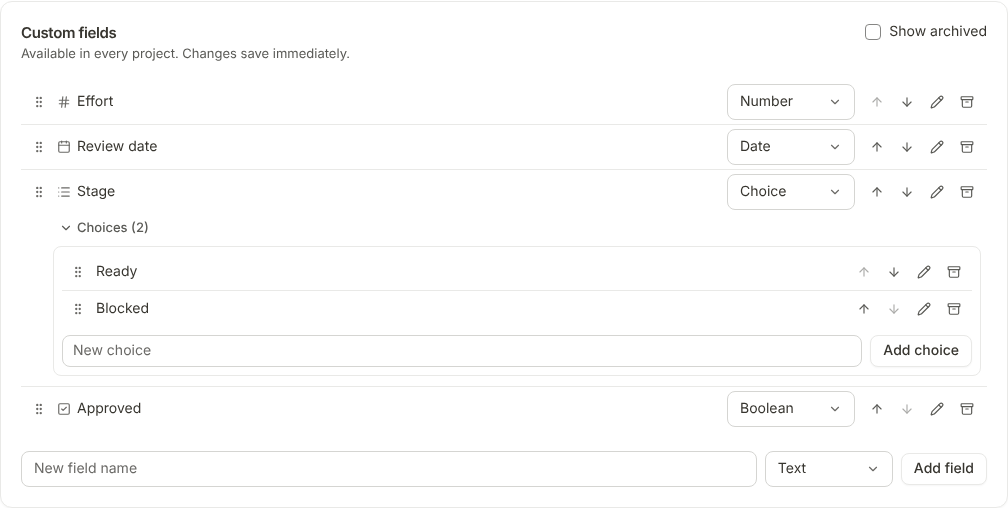 Custom fields
Show archived
Available in every project. Changes save immediately.
Effort
Number
Review date
Date
Stage
Choice
Choices (2)
Ready
Blocked
New choice
Add choice
Approved
Boolean
New field name
Text
Add field